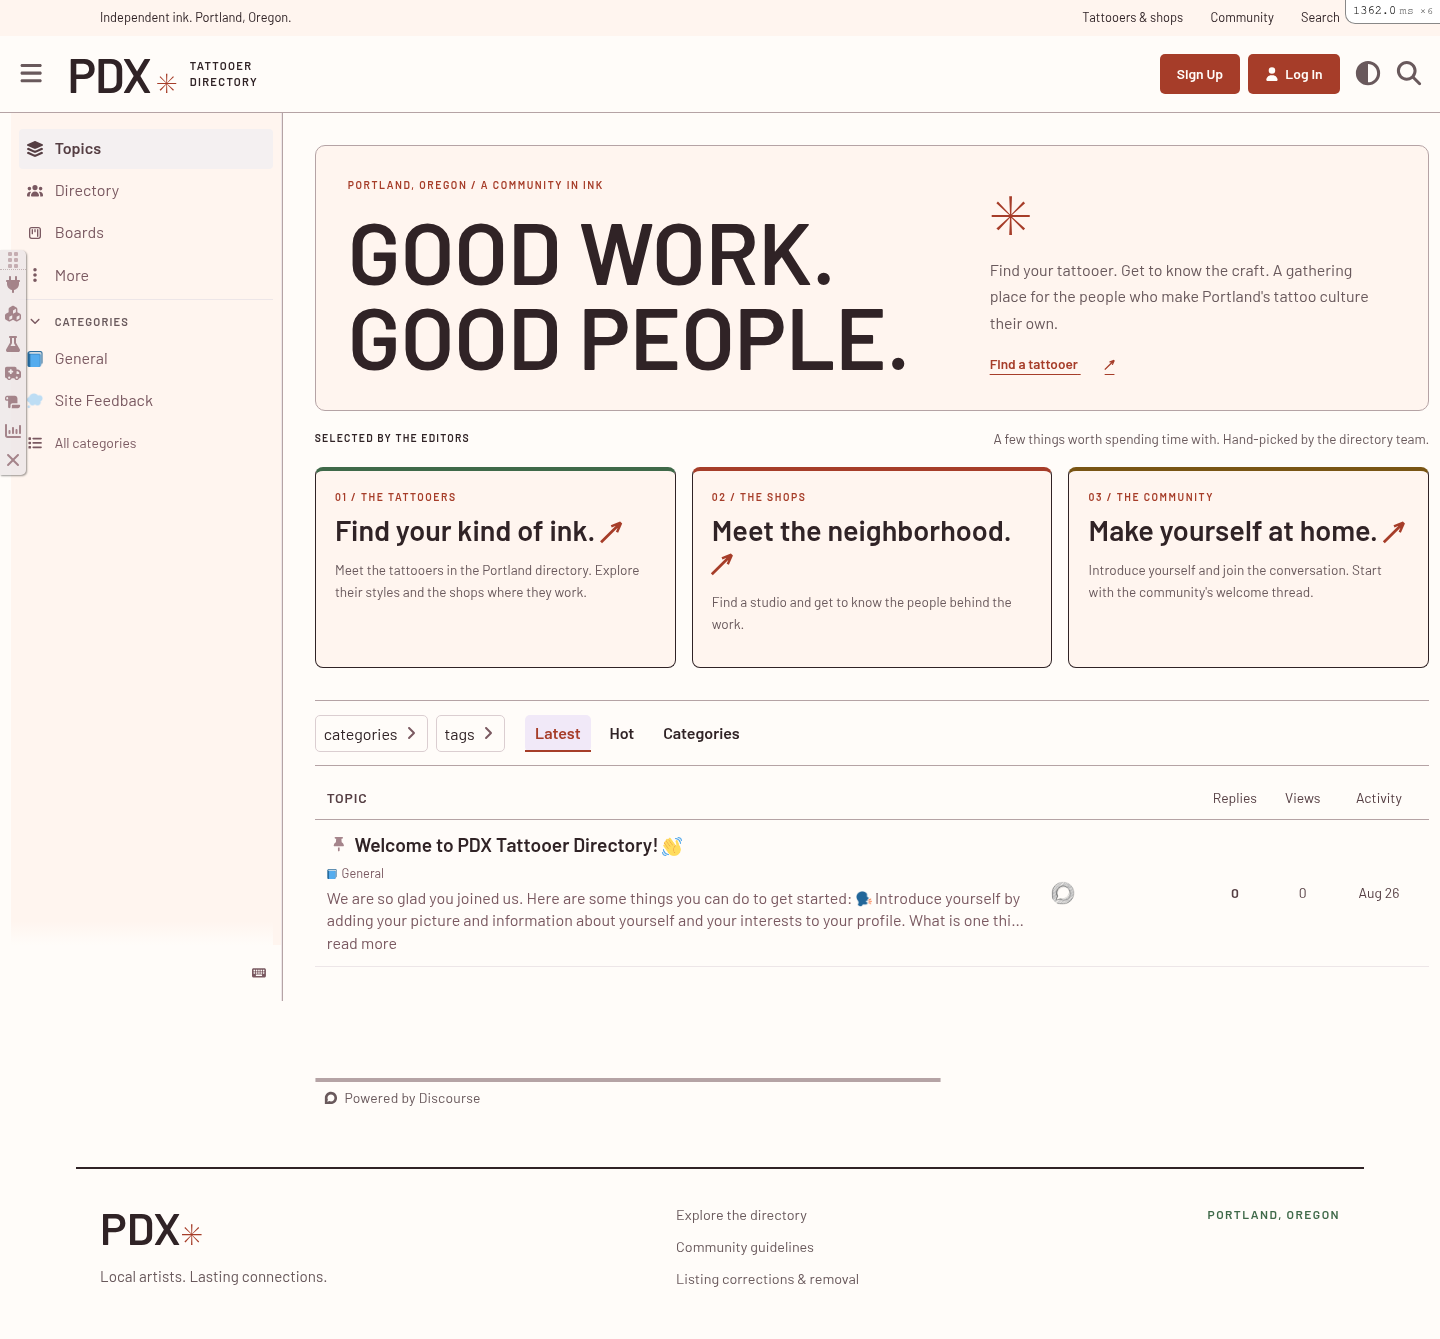 Independent ink. Portland, Oregon.
Tattooers & shops
Community
Search
1362.0 ms ×6
PDX
TATTOOER
DIRECTORY
Sign Up
Log In
Topics
Directory
Boards
More
CATEGORIES
General
Site Feedback
All categories
PORTLAND, OREGON / A COMMUNITY IN INK
GOOD WORK.
GOOD PEOPLE.
Find your tattooer. Get to know the craft. A gathering
place for the people who make Portland's tattoo culture
their own.
Find a tattooer
SELECTED BY THE EDITORS
A few things worth spending time with. Hand-picked by the directory team.
01 / THE TATTOOERS
Find your kind of ink.
Meet the tattooers in the Portland directory. Explore
their styles and the shops where they work.
02 / THE SHOPS
Meet the neighborhood.
Find a studio and get to know the people behind the
work.
03 / THE COMMUNITY
Make yourself at home.
Introduce yourself and join the conversation. Start
with the community's welcome thread.
categories
tags
Latest
Hot
Categories
TOPIC
Replies
Views
Activity
Welcome to PDX Tattooer Directory!
General
We are so glad you joined us. Here are some things you can do to get started: Introduce yourself by
adding your picture and information about yourself and your interests to your profile. What is one thi…
read more
0
0
Aug 26
Powered by Discourse
PDX
Local artists. Lasting connections.
Explore the directory
Community guidelines
Listing corrections & removal
PORTLAND, OREGON